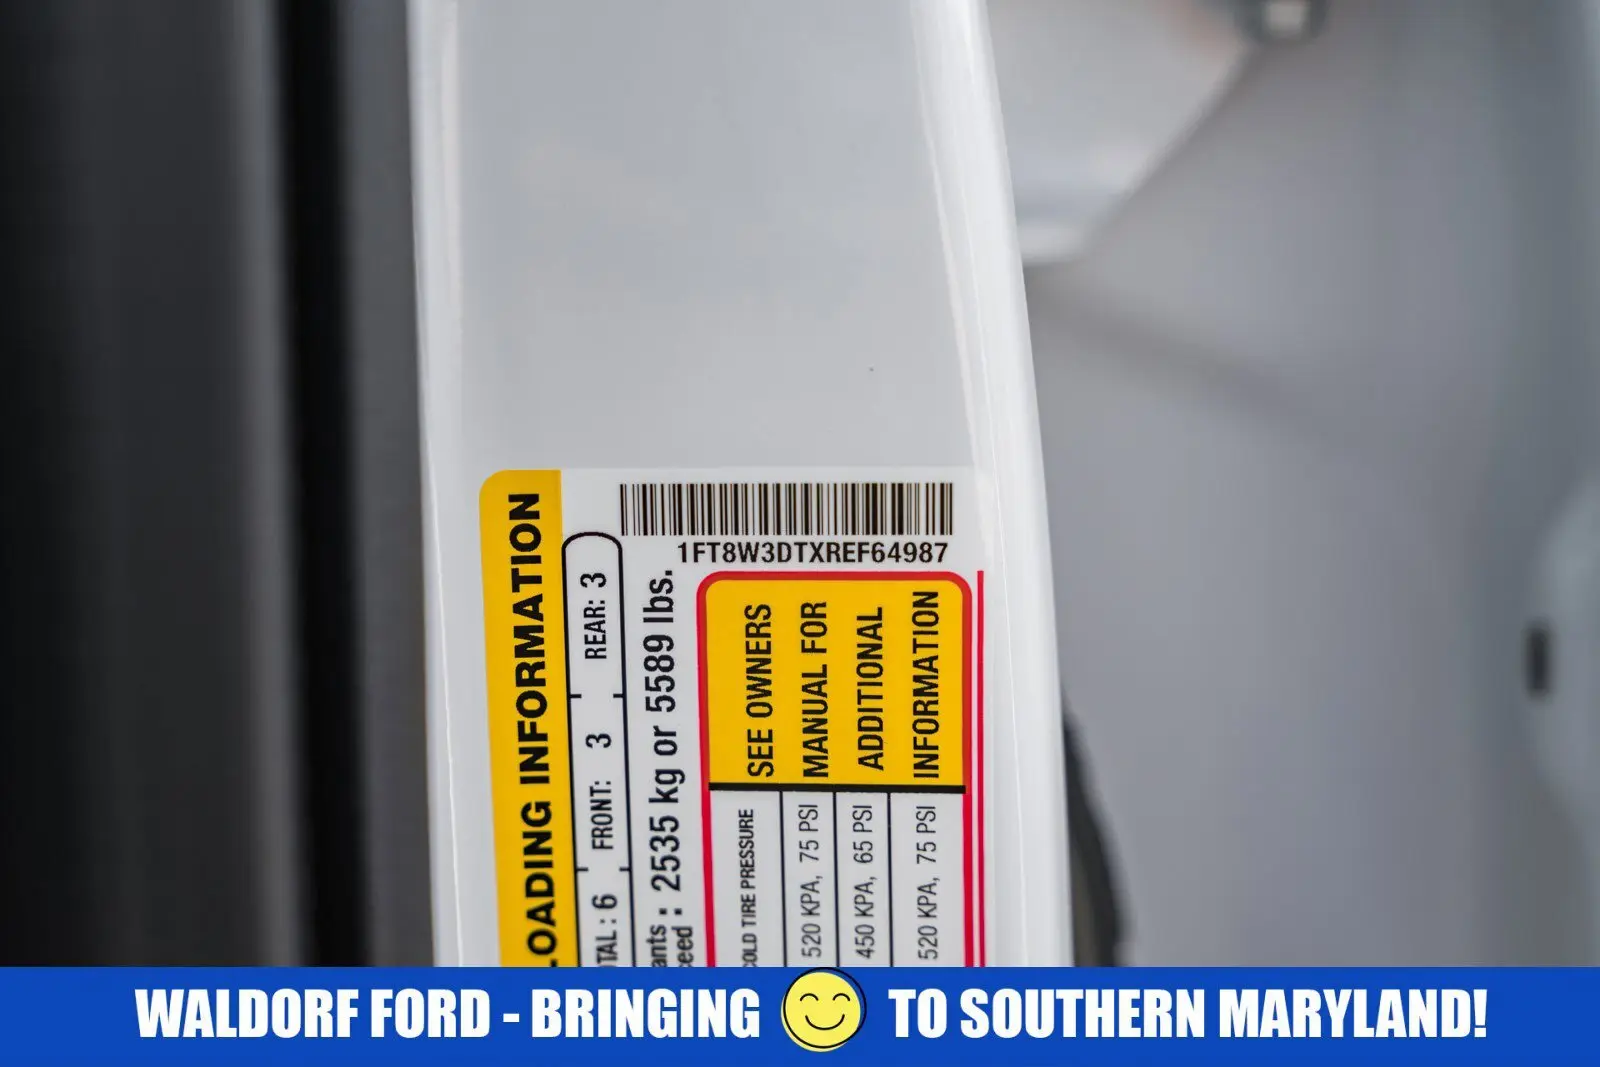 LOADING INFORMATION
TOTAL : 6 FRONT: 3 REAR: 3
: 2535 kg or 5589 lbs.
1FT8W3DTXREF64987
COLD TIRE PRESSURE
520 KPA, 75 PSI
450 KPA, 65 PSI
520 KPA, 75 PSI
SEE OWNERS
MANUAL FOR
ADDITIONAL
INFORMATION
WALDORF FORD - BRINGING TO SOUTHERN MARYLAND!